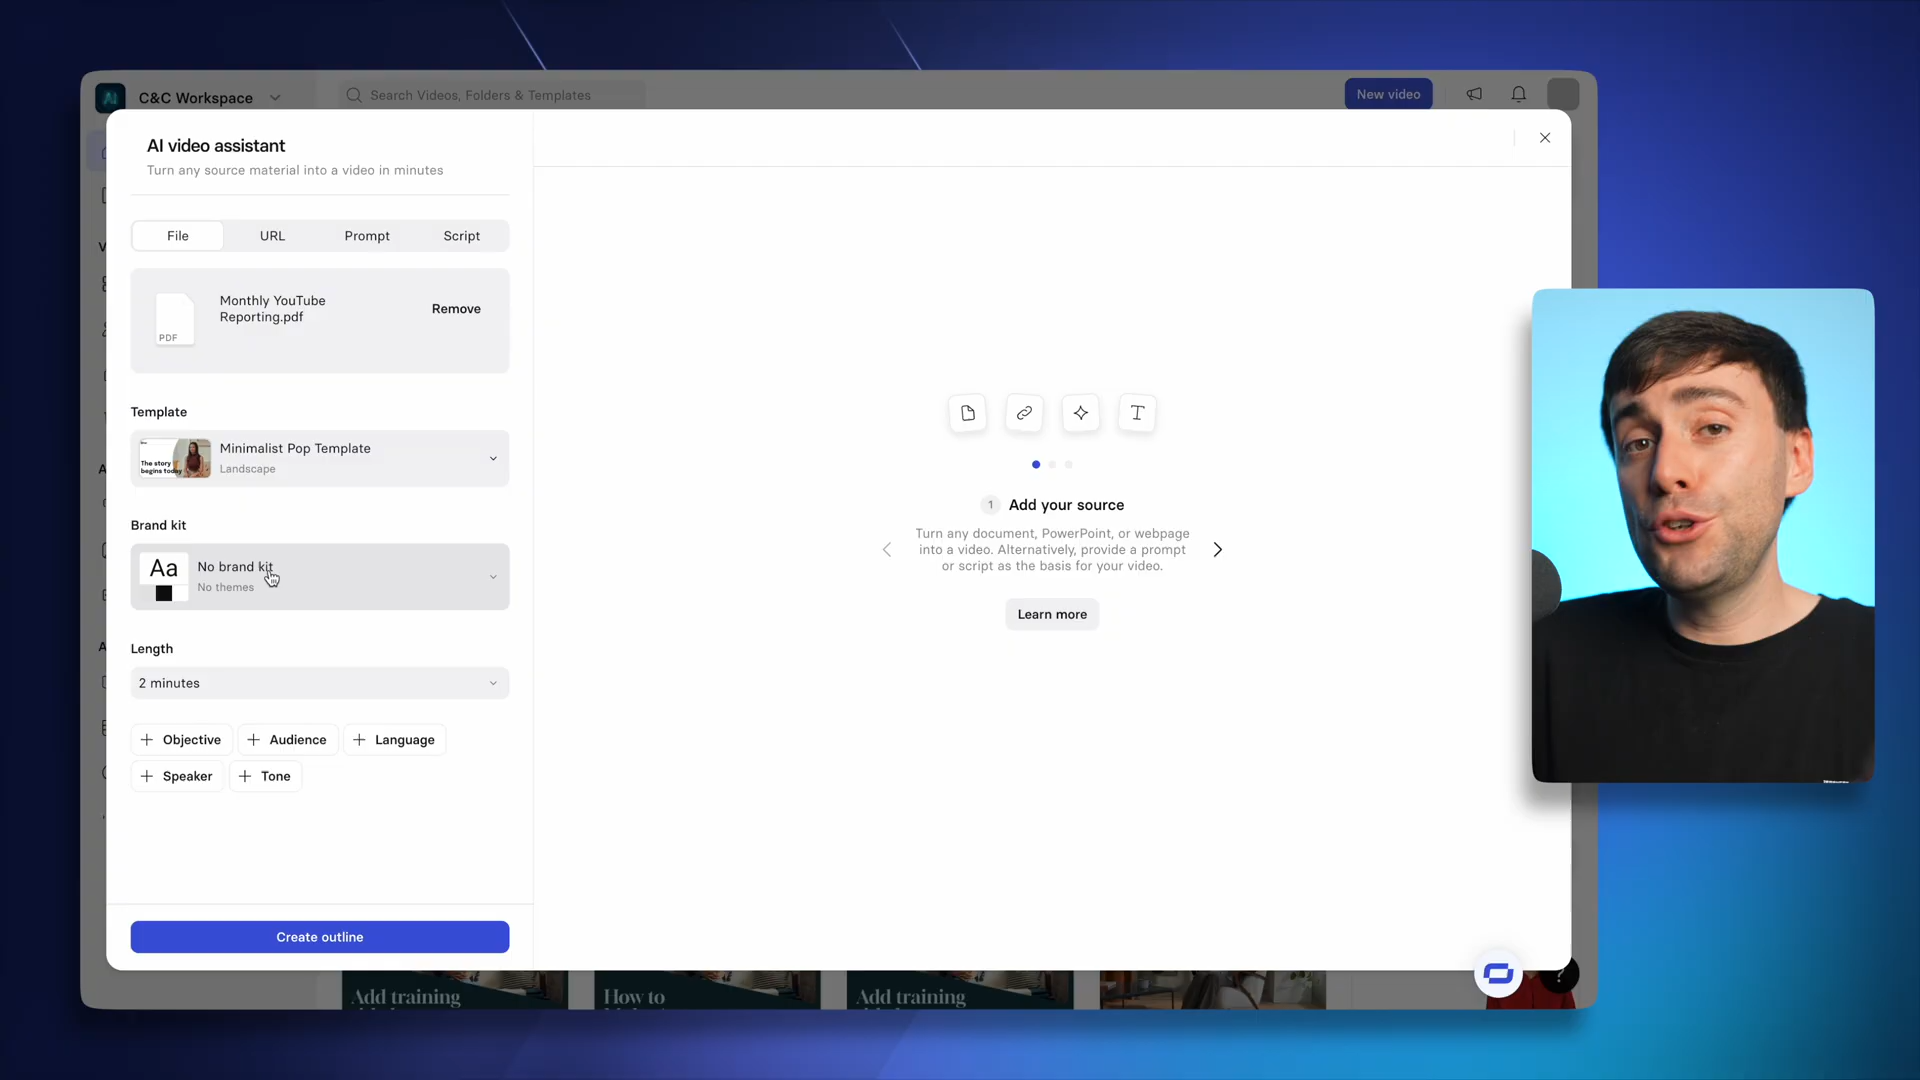 C&C Workspace
Search Videos, Folders & Templates
New video
AI video assistant
Turn any source material into a video in minutes
File
URL
Prompt
Script
PDF
Monthly YouTube
Reporting.pdf
Remove
Template
The story
begins today
Minimalist Pop Template
Landscape
Brand kit
Aa
No brand kit
No themes
Length
2 minutes
+ Objective
+ Audience
+ Language
+ Speaker
+ Tone
Create outline
1
Add your source
Turn any document, PowerPoint, or webpage
into a video. Alternatively, provide a prompt
or script as the basis for your video.
Learn more
Add training
How to
Add training
?